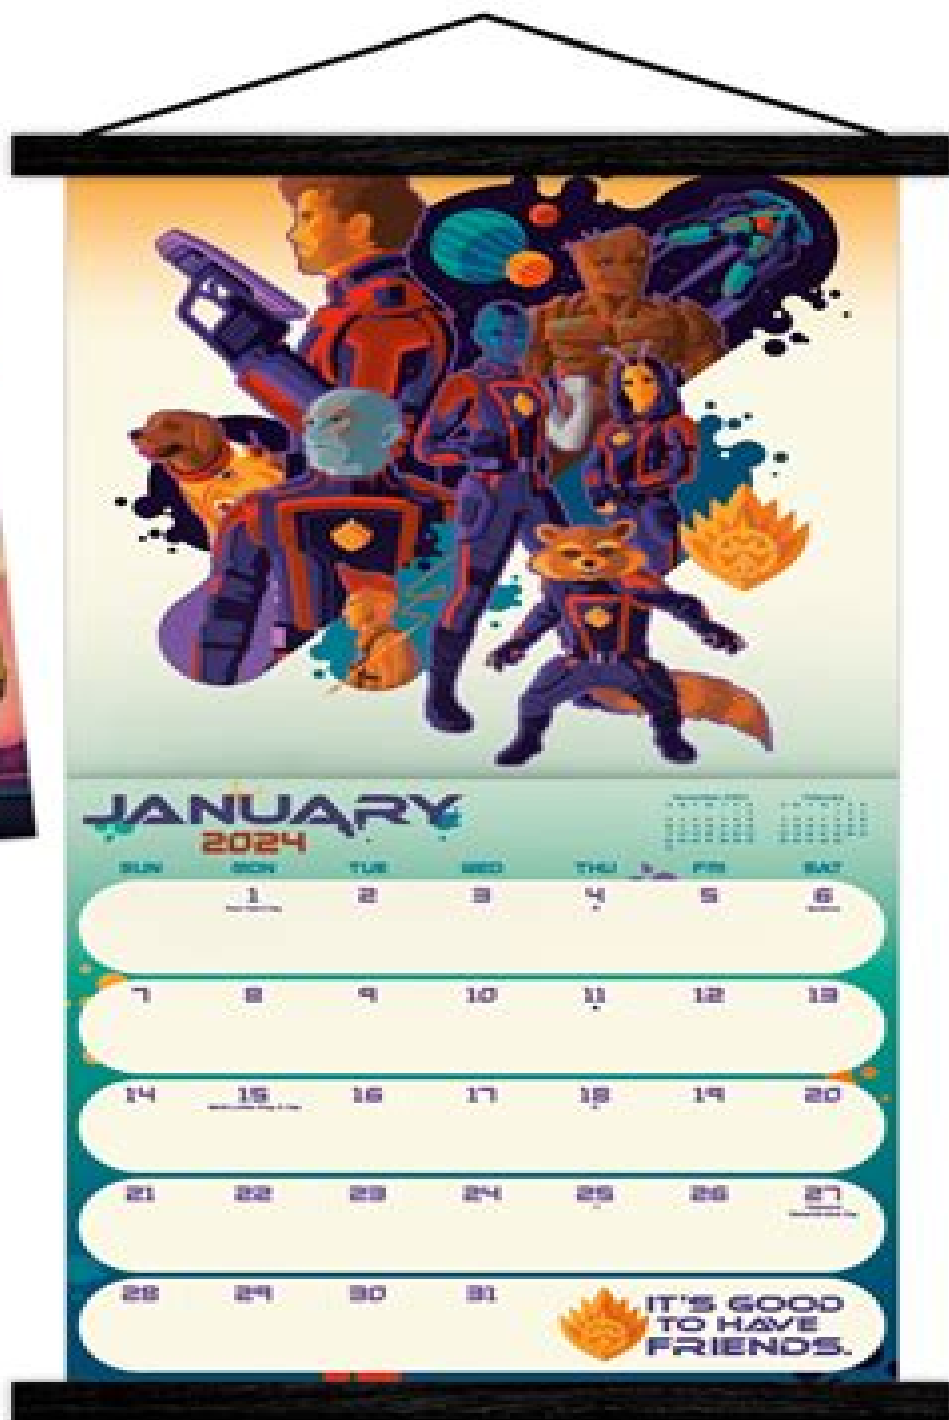 JANUARY
2024
SUN MON TUE WED THU FRI SAT
1 2 3 4 5 6
7 8 9 10 11 12 13
14 15 16 17 18 19 20
21 22 23 24 25 26 27
28 29 30 31
IT'S GOOD
TO HAVE
FRIENDS.